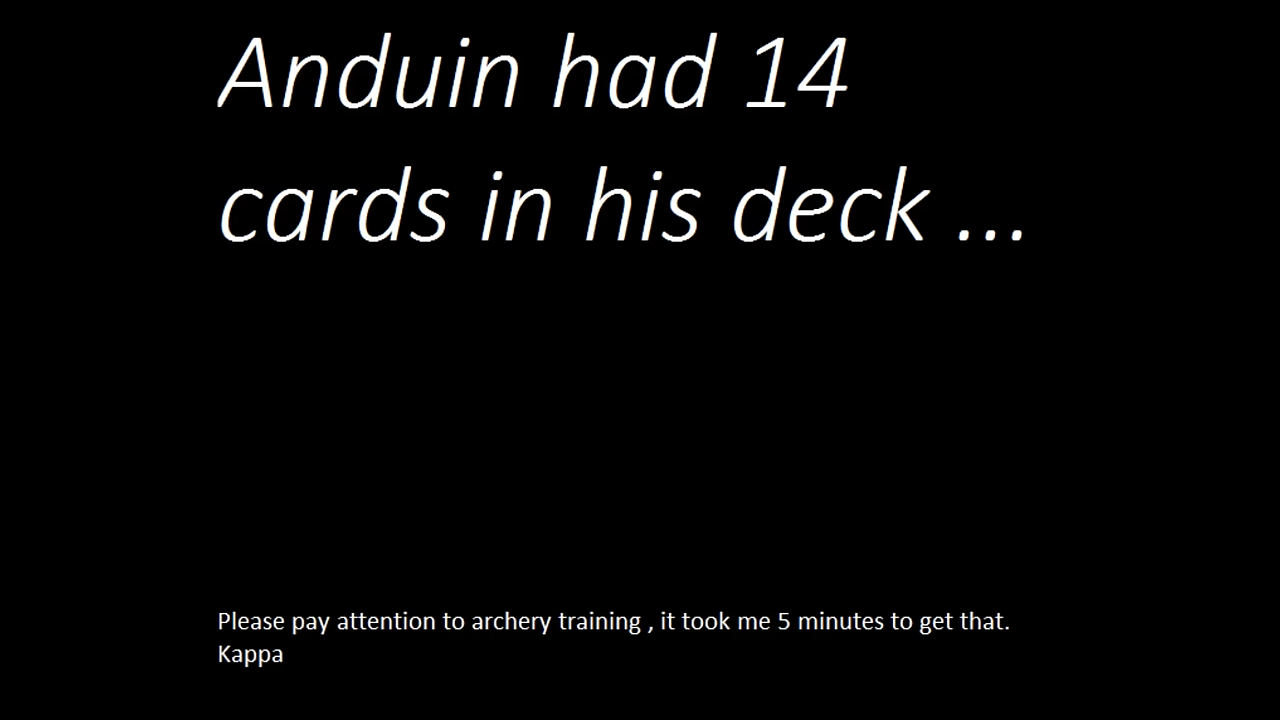 Anduin had 14
cards in his deck ...
Please pay attention to archery training , it took me 5 minutes to get that.
Kappa